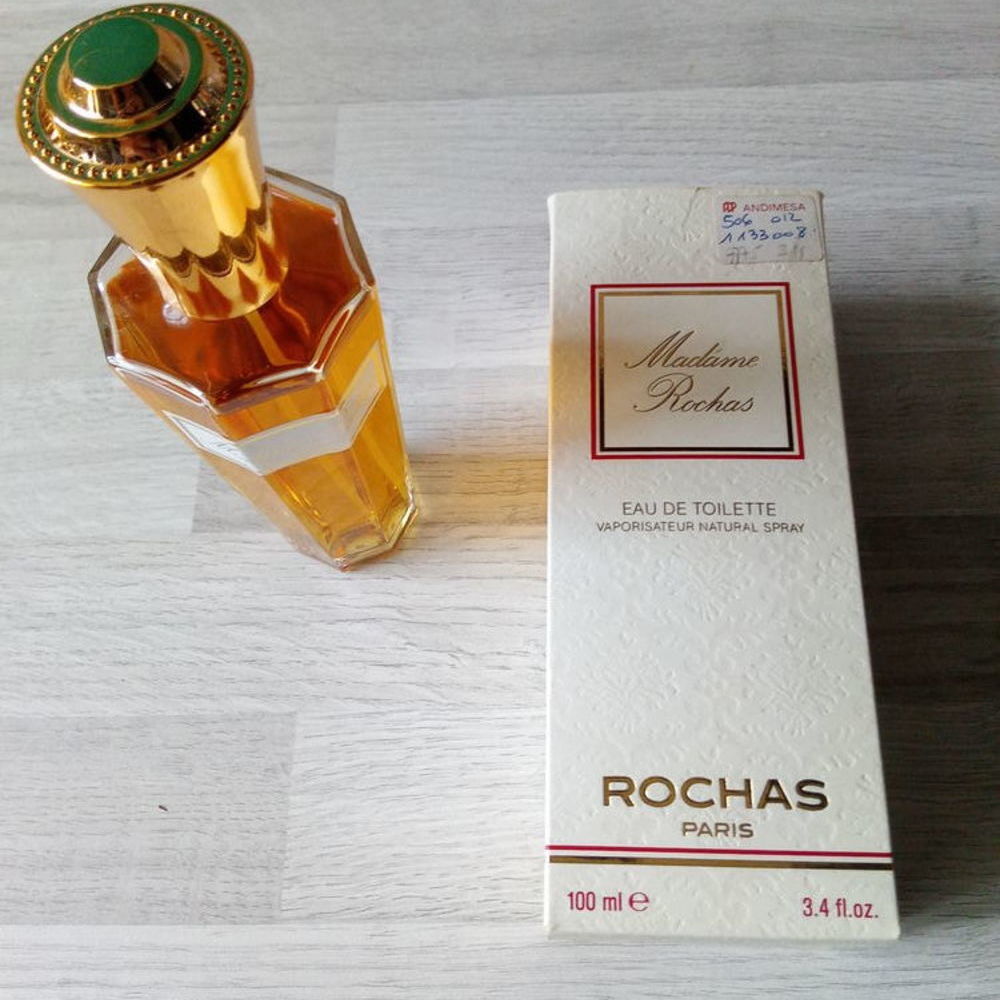 ANDIMESA
506 012
1133008
Madame
Rochas
EAU DE TOILETTE
VAPORISATEUR NATURAL SPRAY
ROCHAS
PARIS
100 ml ℮
3.4 fl.oz.